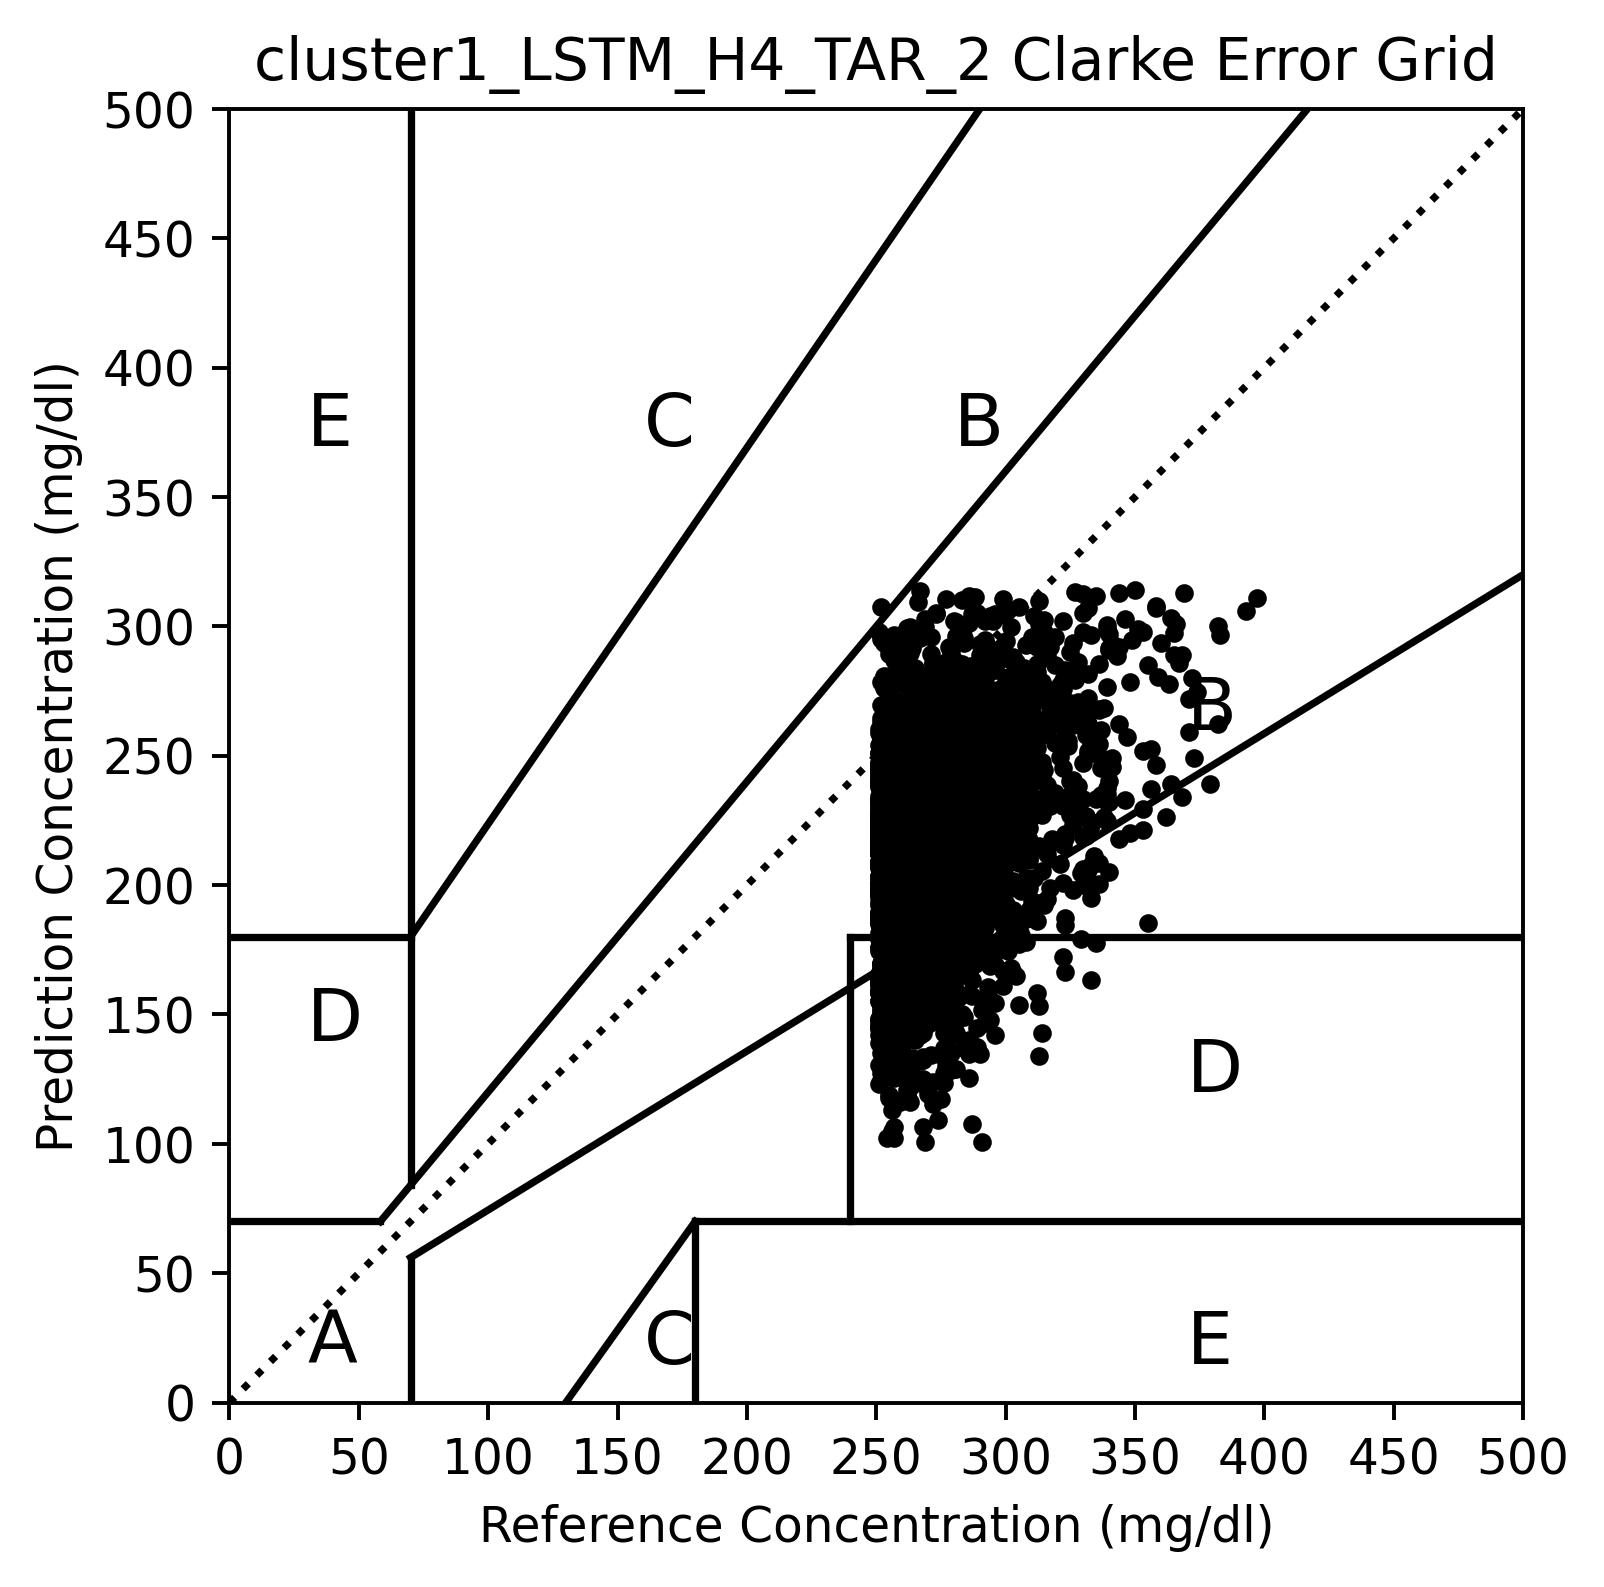 cluster1_LSTM_H4_TAR_2 Clarke Error Grid
500
450
400
350
300
250
200
150
100
50
0
Prediction Concentration (mg/dl)
E
C
B
B
D
D
A
C
E
0 50 100 150 200 250 300 350 400 450 500
Reference Concentration (mg/dl)